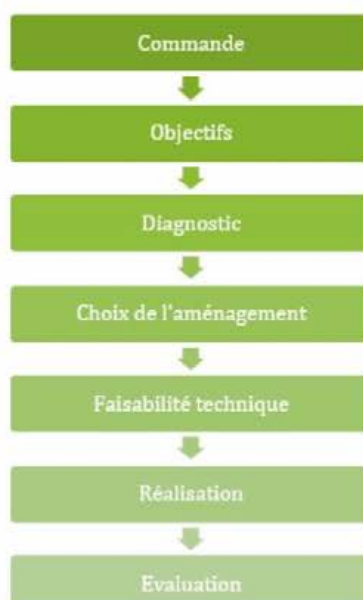 Commande
Objectifs
Diagnostic
Choix de l'aménagement
Faisabilité technique
Réalisation
Evaluation